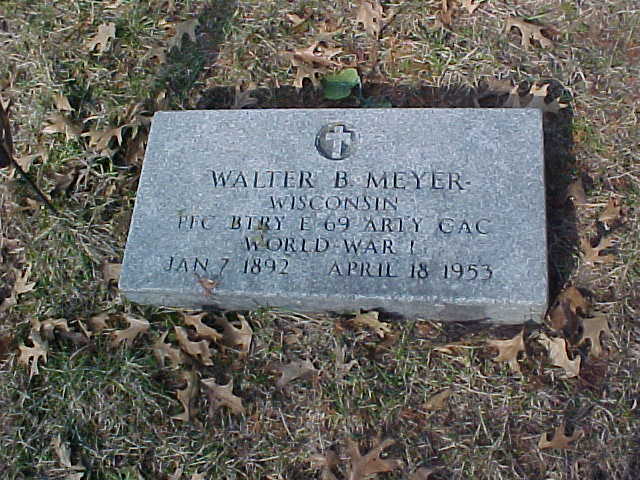 WALTER B MEYER
WISCONSIN
PFC BTRY E 69 ARTY CAC
WORLD WAR I
JAN 7 1892 APRIL 18 1953